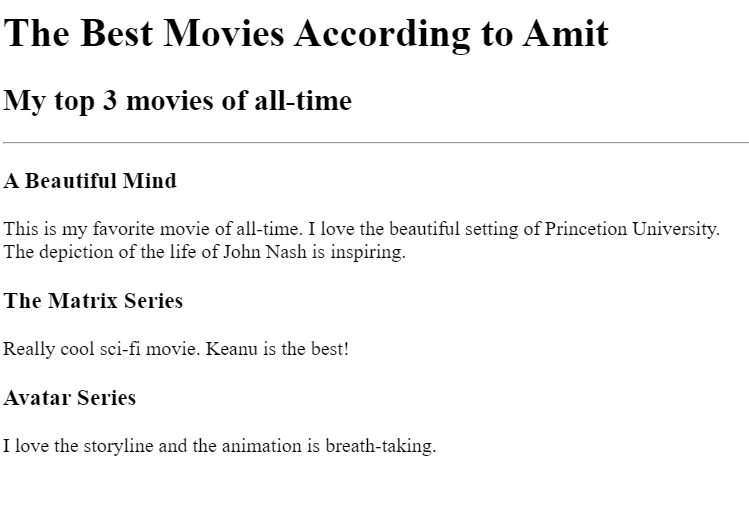 The Best Movies According to Amit
My top 3 movies of all-time
A Beautiful Mind
This is my favorite movie of all-time. I love the beautiful setting of Princetion University.
The depiction of the life of John Nash is inspiring.
The Matrix Series
Really cool sci-fi movie. Keanu is the best!
Avatar Series
I love the storyline and the animation is breath-taking.